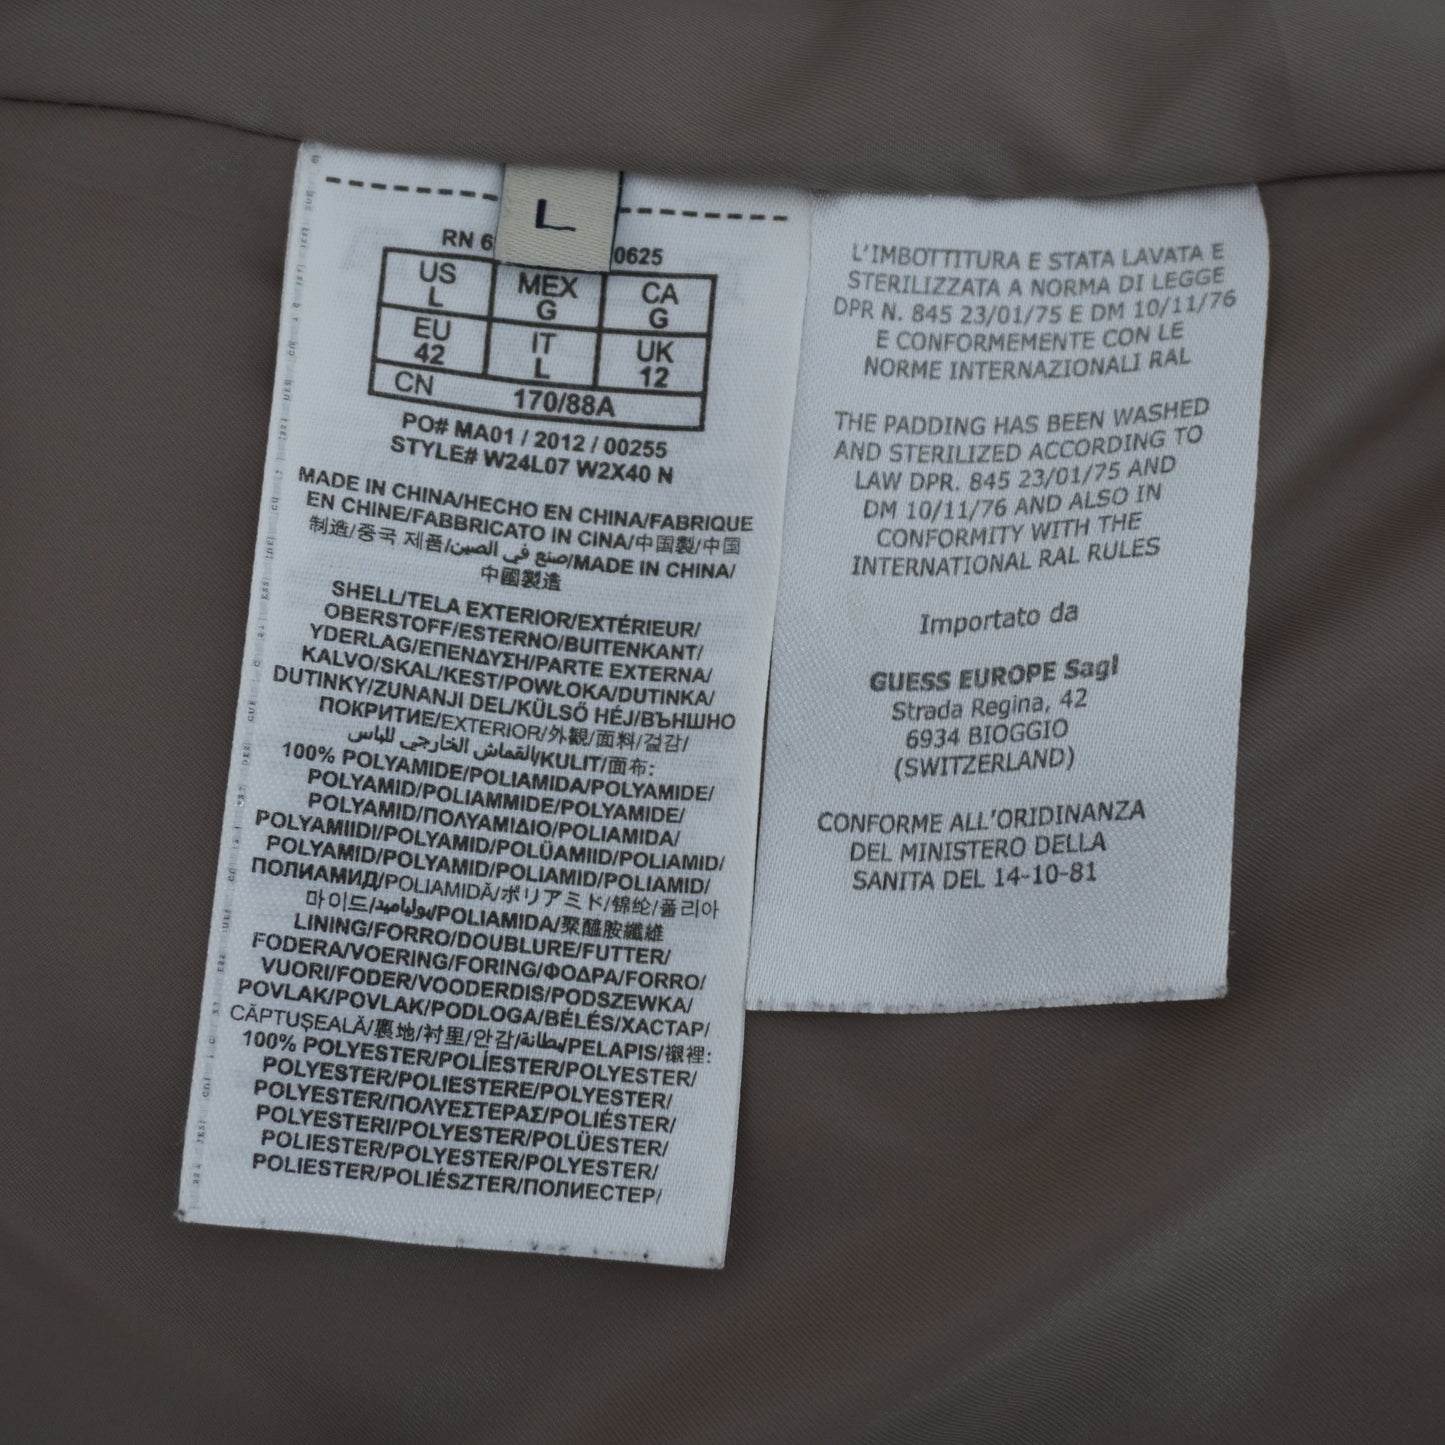 L
RN 6
0625
US L
MEX G
CA G
EU 42
IT L
UK 12
CN 170/88A
PO# MA01 / 2012 / 00255
STYLE# W24L07 W2X40 N
MADE IN CHINA/HECHO EN CHINA/FABRIQUE
EN CHINE/FABBRICATO IN CINA/中国製/中国
制造/중국 제품/صنع في الصين/MADE IN CHINA/
中國製造
SHELL/TELA EXTERIOR/EXTÉRIEUR/
OBERSTOFF/ESTERNO/BUITENKANT/
YDERLAG/ΕΠΕΝΔΥΣΗ/PARTE EXTERNA/
KALVO/SKAL/KEST/POWŁOKA/DUTINKA/
DUTINKY/ZUNANJI DEL/KÜLSŐ HÉJ/ВЪНШНО
ПОКРИТИЕ/EXTERIOR/外観/面料/겉감/
القماش الخارجي للباس/KULIT/面布:
100% POLYAMIDE/POLIAMIDA/POLYAMIDE/
POLYAMID/POLIAMMIDE/POLYAMIDE/
POLYAMID/ΠΟΛΥΑΜΙΔΙΟ/POLIAMIDA/
POLYAMIIDI/POLYAMID/POLÜAMIID/POLIAMID/
POLYAMID/POLYAMID/POLIAMID/POLIAMID/
ПОЛИАМИД/POLIAMIDĂ/ポリアミド/锦纶/폴리아
마이드/بولياميد/POLIAMIDA/聚醯胺纖維
LINING/FORRO/DOUBLURE/FUTTER/
FODERA/VOERING/FORING/ΦΟΔΡΑ/FORRO/
VUORI/FODER/VOODERDIS/PODSZEWKA/
POVLAK/POVLAK/PODLOGA/BÉLÉS/ХАСТАР/
CĂPTUȘEALĂ/裏地/衬里/안감/بطانة/PELAPIS/襯裡:
100% POLYESTER/POLÍESTER/POLYESTER/
POLYESTER/POLIESTERE/POLYESTER/
POLYESTER/ΠΟΛΥΕΣΤΕΡΑΣ/POLIÉSTER/
POLYESTERI/POLYESTER/POLÜESTER/
POLIESTER/POLYESTER/POLYESTER/
POLIESTER/POLIÉSZTER/ПОЛИЕСТЕР/
L'IMBOTTITURA E STATA LAVATA E
STERILIZZATA A NORMA DI LEGGE
DPR N. 845 23/01/75 E DM 10/11/76
E CONFORMEMENTE CON LE
NORME INTERNAZIONALI RAL
THE PADDING HAS BEEN WASHED
AND STERILIZED ACCORDING TO
LAW DPR. 845 23/01/75 AND
DM 10/11/76 AND ALSO IN
CONFORMITY WITH THE
INTERNATIONAL RAL RULES
Importato da
GUESS EUROPE Sagl
Strada Regina, 42
6934 BIOGGIO
(SWITZERLAND)
CONFORME ALL'ORIDINANZA
DEL MINISTERO DELLA
SANITA DEL 14-10-81